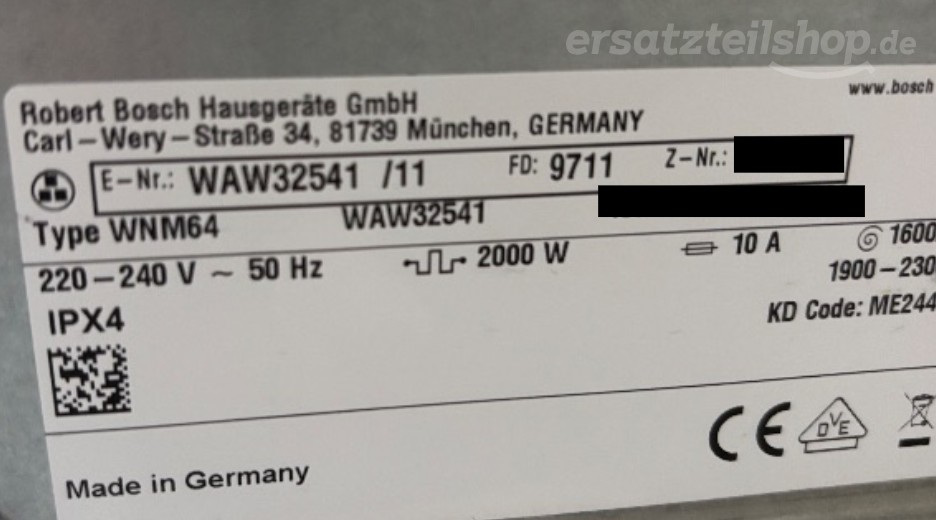 ersatzteilshop.de
www.bosch
Robert Bosch Hausgeräte GmbH
Carl-Wery-Straße 34, 81739 München, GERMANY
E-Nr.: WAW32541 /11 FD: 9711 Z-Nr.:
Type WNM64 WAW32541
220-240 V ~ 50 Hz 2000 W 10 A 1600
1900-230
IPX4 KD Code: ME244
CE DVE
Made in Germany